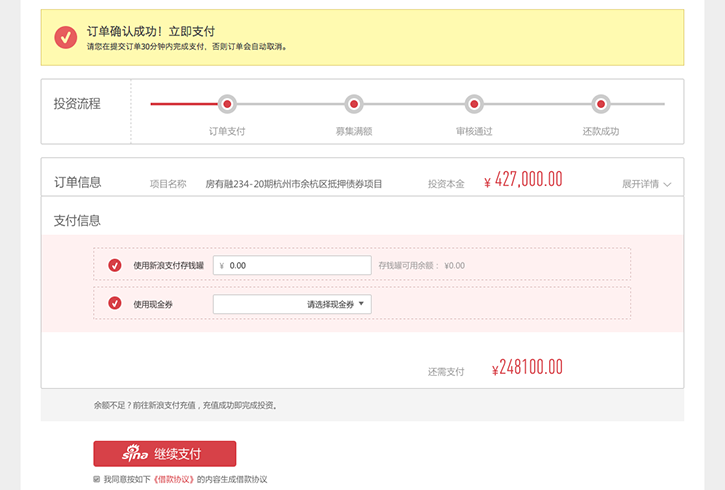 订单确认成功！立即支付
请您在提交订单30分钟内完成支付，否则订单会自动取消。
投资流程
订单支付 募集满额 审核通过 还款成功
订单信息 项目名称 房有融234-20期杭州市余杭区抵押债券项目 投资本金 ¥ 427,000.00 展开详情
支付信息
使用新浪支付存钱罐 ¥ 0.00 存钱罐可用余额： ¥0.00
使用现金券 请选择现金券
还需支付 ¥248100.00
余额不足？前往新浪支付充值，充值成功即完成投资。
sina 继续支付
我同意按如下《借款协议》的内容生成借款协议